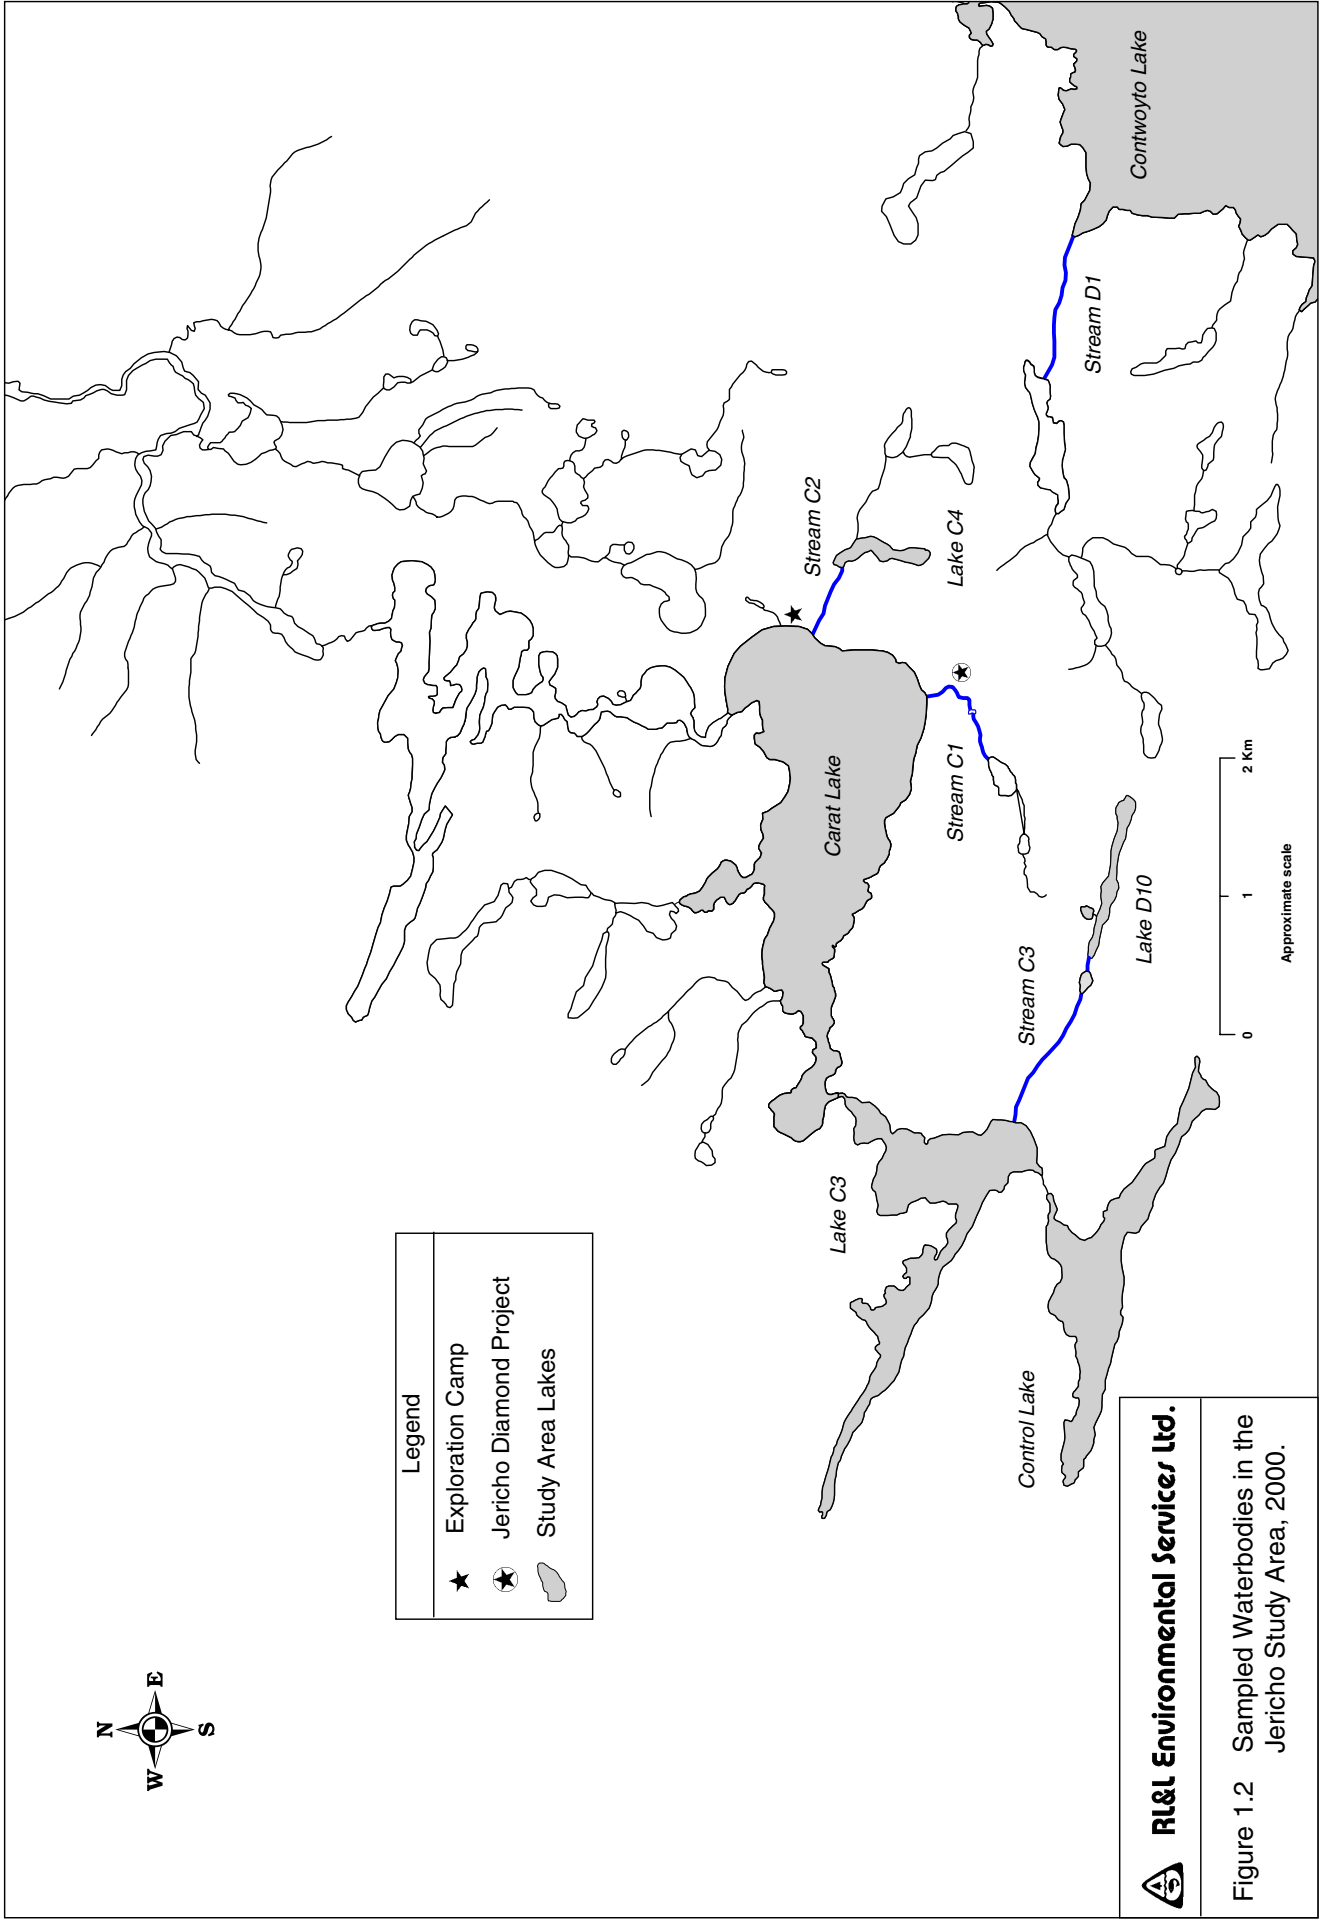 Contwoyto Lake
Stream D1
Stream C2
Lake C4
Carat Lake
Stream C1
Lake D10
Stream C3
Lake C3
Control Lake
0
1
2 Km
Approximate scale
Legend
Exploration Camp
Jericho Diamond Project
Study Area Lakes
N
E
S
W
RL&L Environmental Services Ltd.
Figure 1.2 Sampled Waterbodies in the
Jericho Study Area, 2000.